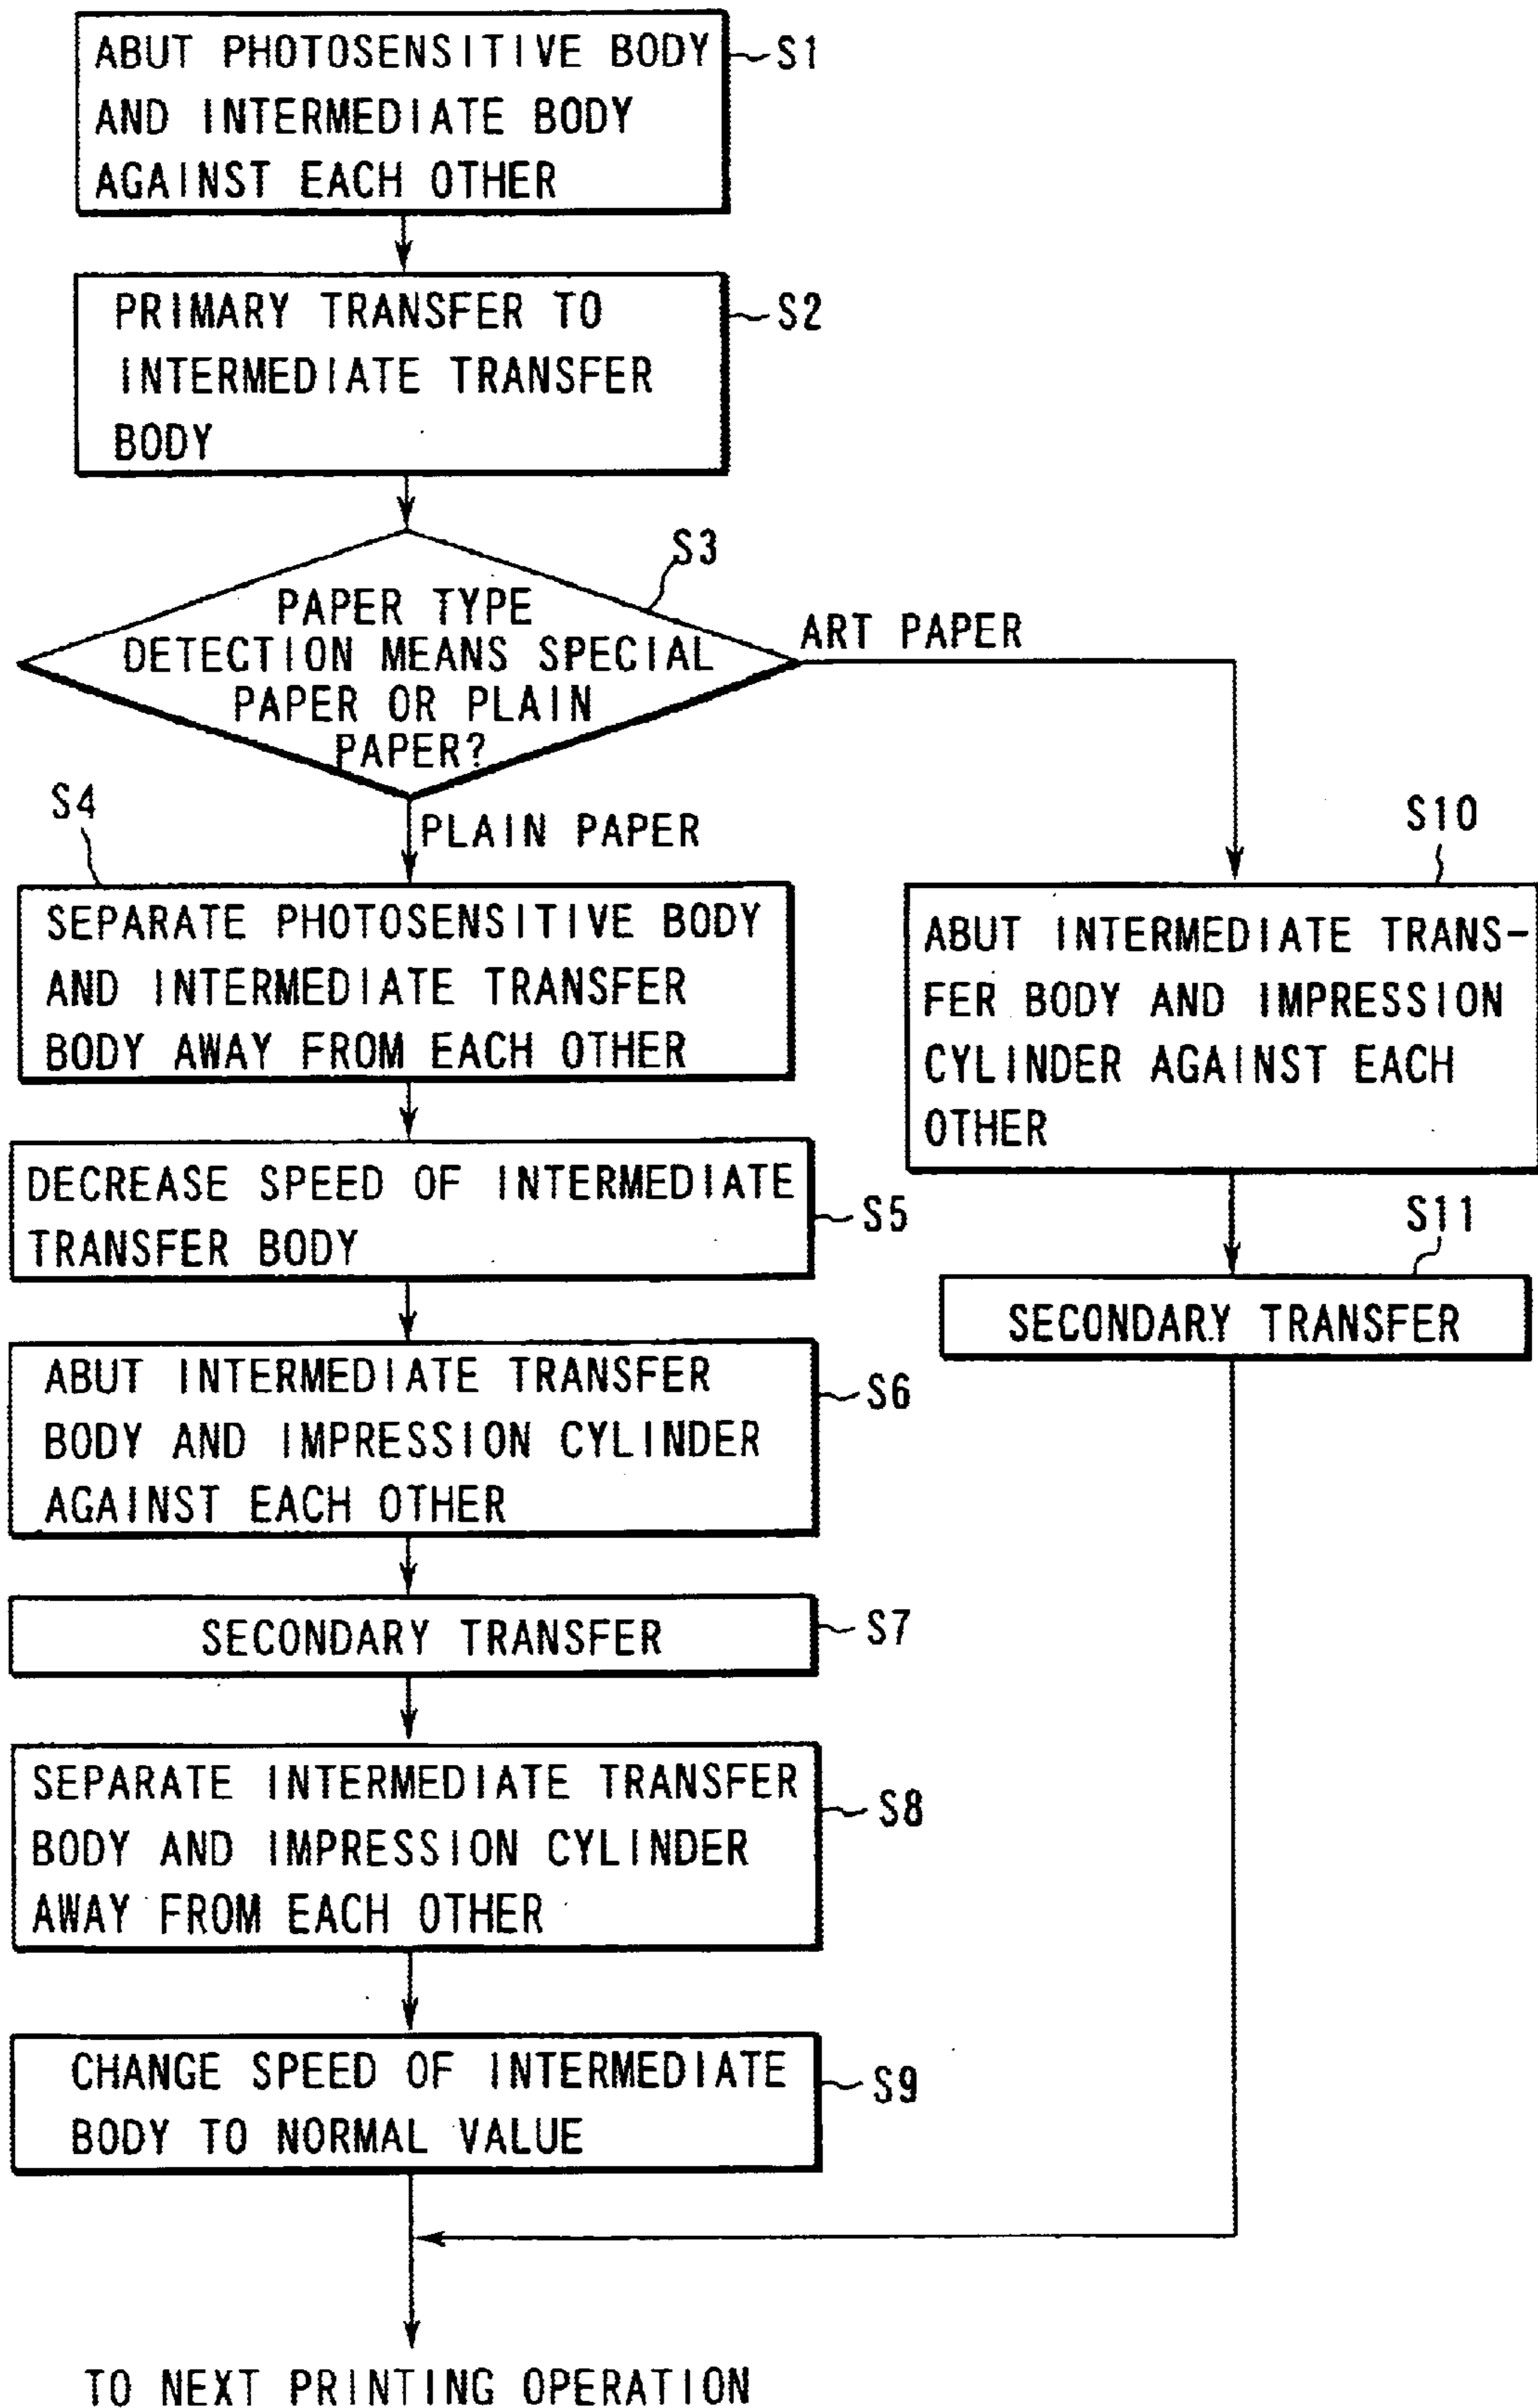 ABUT PHOTOSENSITIVE BODY
AND INTERMEDIATE BODY
AGAINST EACH OTHER
S1
PRIMARY TRANSFER TO
INTERMEDIATE TRANSFER
BODY
S2
S3
PAPER TYPE
DETECTION MEANS SPECIAL
PAPER OR PLAIN
PAPER?
ART PAPER
PLAIN PAPER
S4
SEPARATE PHOTOSENSITIVE BODY
AND INTERMEDIATE TRANSFER
BODY AWAY FROM EACH OTHER
DECREASE SPEED OF INTERMEDIATE
TRANSFER BODY
S5
ABUT INTERMEDIATE TRANSFER
BODY AND IMPRESSION CYLINDER
AGAINST EACH OTHER
S6
SECONDARY TRANSFER
S7
SEPARATE INTERMEDIATE TRANSFER
BODY AND IMPRESSION CYLINDER
AWAY FROM EACH OTHER
S8
CHANGE SPEED OF INTERMEDIATE
BODY TO NORMAL VALUE
S9
S10
ABUT INTERMEDIATE TRANS-
FER BODY AND IMPRESSION
CYLINDER AGAINST EACH
OTHER
S11
SECONDARY TRANSFER
TO NEXT PRINTING OPERATION